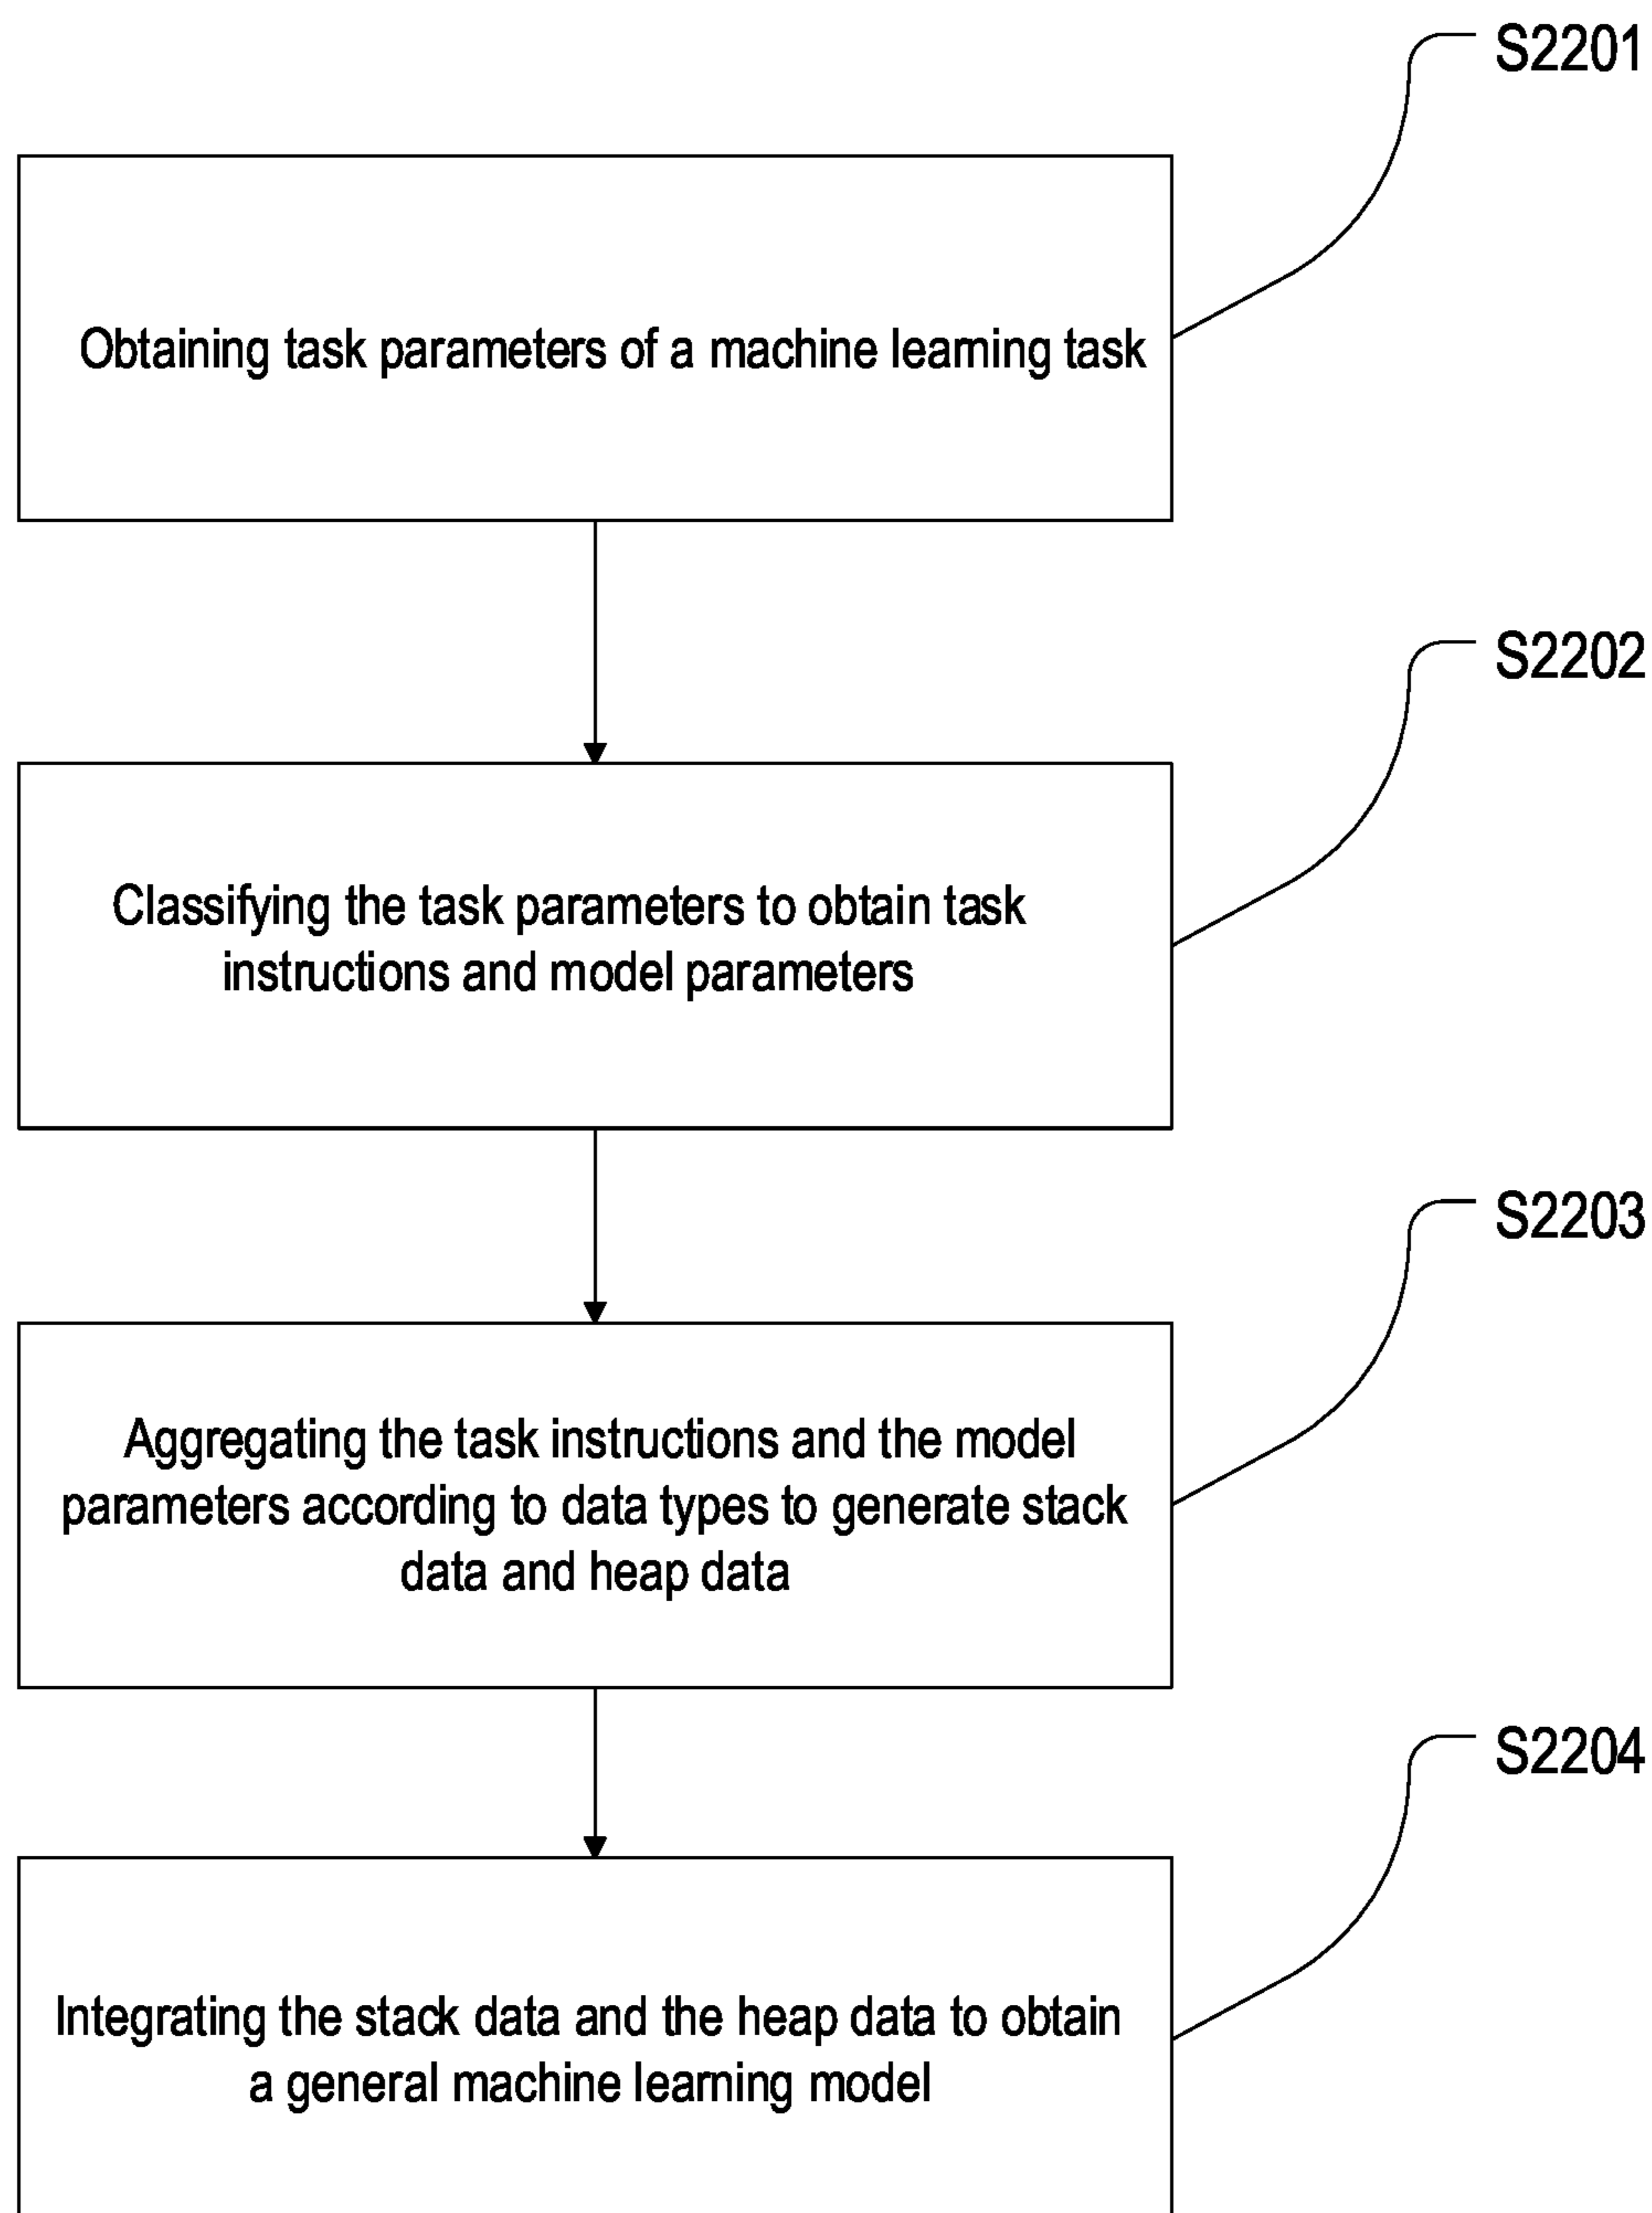 S2201
Obtaining task parameters of a machine learning task
S2202
Classifying the task parameters to obtain task
instructions and model parameters
S2203
Aggregating the task instructions and the model
parameters according to data types to generate stack
data and heap data
S2204
Integrating the stack data and the heap data to obtain
a general machine learning model